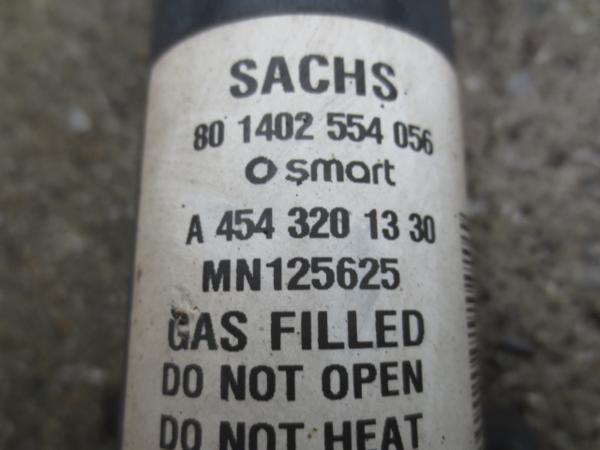 SACHS
80 1402 554 056
smart
A 454 320 13 30
MN125625
GAS FILLED
DO NOT OPEN
DO NOT HEAT